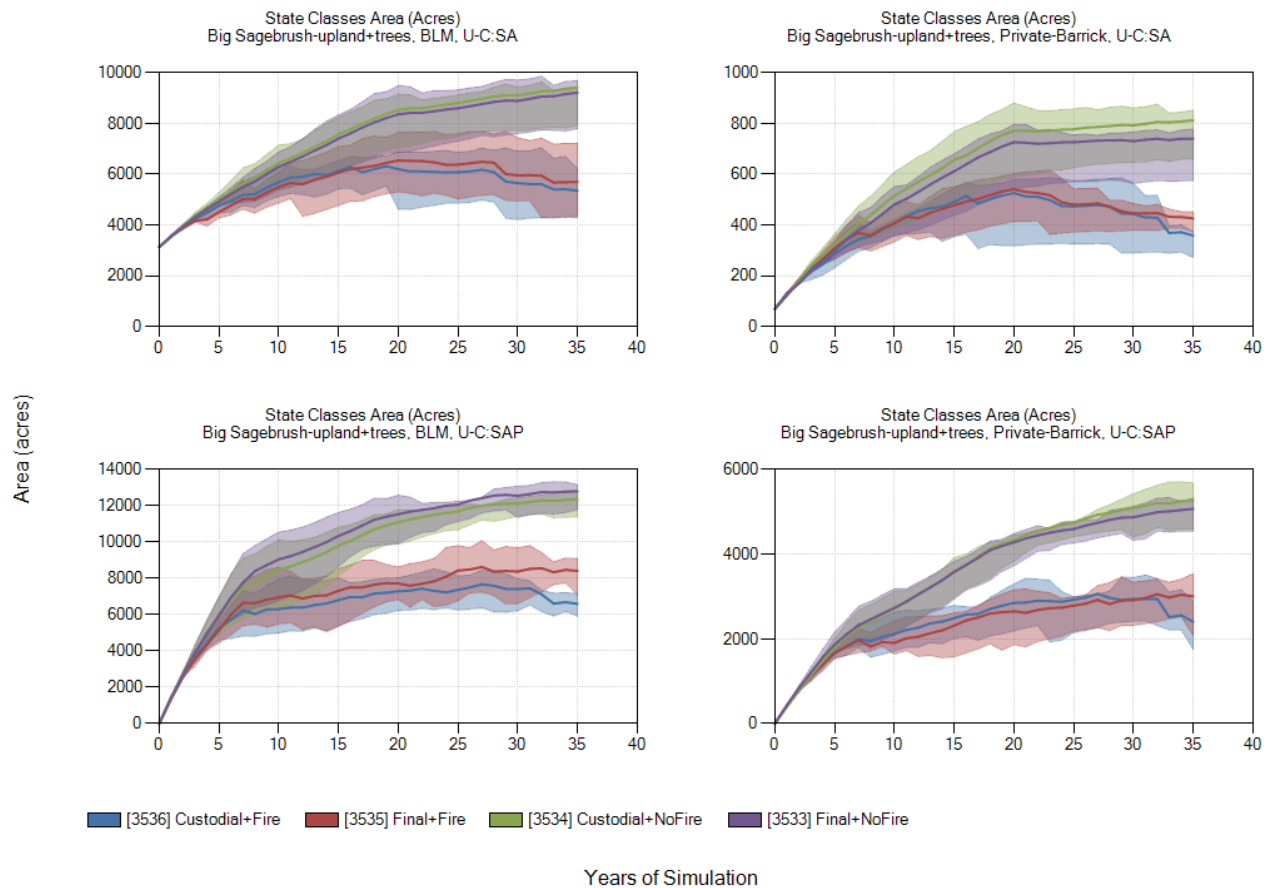 State Classes Area (Acres)
Big Sagebrush-upland+trees, BLM, U-C:SA
10000
8000
6000
4000
2000
0
0 5 10 15 20 25 30 35 40
State Classes Area (Acres)
Big Sagebrush-upland+trees, Private-Barrick, U-C:SA
1000
800
600
400
200
0
0 5 10 15 20 25 30 35 40
Area (acres)
State Classes Area (Acres)
Big Sagebrush-upland+trees, BLM, U-C:SAP
14000
12000
10000
8000
6000
4000
2000
0
0 5 10 15 20 25 30 35 40
State Classes Area (Acres)
Big Sagebrush-upland+trees, Private-Barrick, U-C:SAP
6000
4000
2000
0
0 5 10 15 20 25 30 35 40
[3536] Custodial+Fire [3535] Final+Fire [3534] Custodial+NoFire [3533] Final+NoFire
Years of Simulation